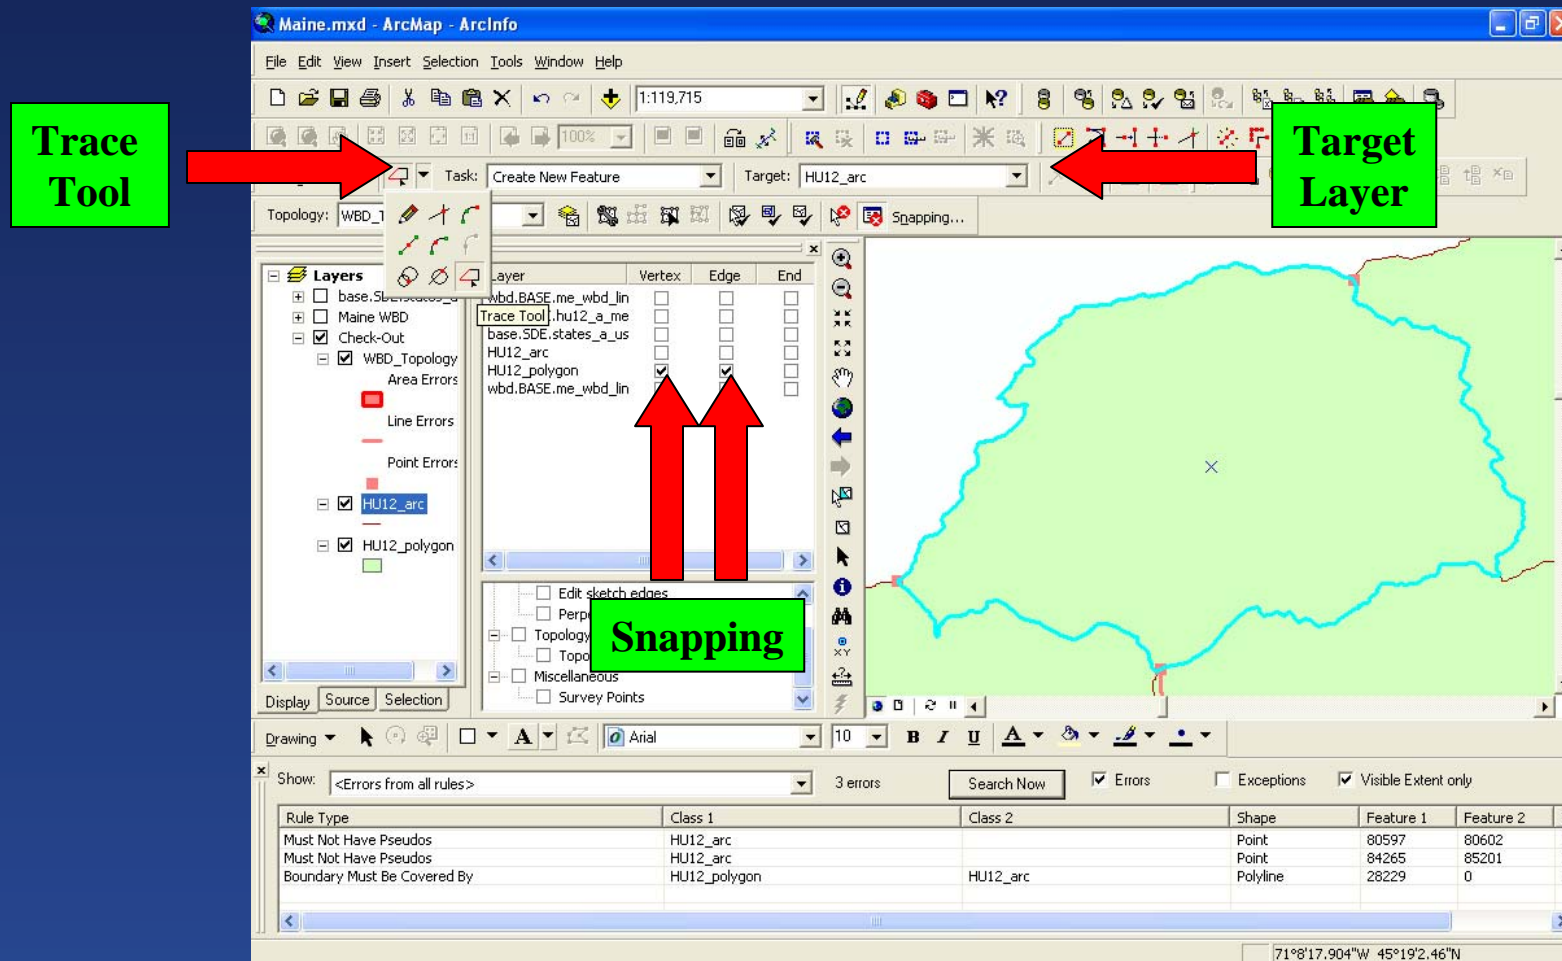 Maine.mxd - ArcMap - ArcInfo
File Edit View Insert Selection Tools Window Help
1:119,715
100%
Trace
Tool
Target
Layer
Task: Create New Feature Target: HU12_arc
Topology: WBD_T Snapping...
Layers
base.SDE.states_a
Maine WBD
Check-Out
WBD_Topology
Area Errors
Line Errors
Point Errors
HU12_arc
HU12_polygon
Layer Vertex Edge End
wbd.BASE.me_wbd_lin
Trace Tool .hu12_a_me
base.SDE.states_a_us
HU12_arc
HU12_polygon
wbd.BASE.me_wbd_lin
Edit sketch edges
Perpe
Topology
Topo
Miscellaneous
Survey Points
Snapping
Display Source Selection
Drawing A Arial 10 B I U A
Show: <Errors from all rules> 3 errors Search Now Errors Exceptions Visible Extent only
Rule Type Class 1 Class 2 Shape Feature 1 Feature 2
Must Not Have Pseudos HU12_arc Point 80597 80602
Must Not Have Pseudos HU12_arc Point 84265 85201
Boundary Must Be Covered By HU12_polygon HU12_arc Polyline 28229 0
71°8'17.904"W 45°19'2.46"N